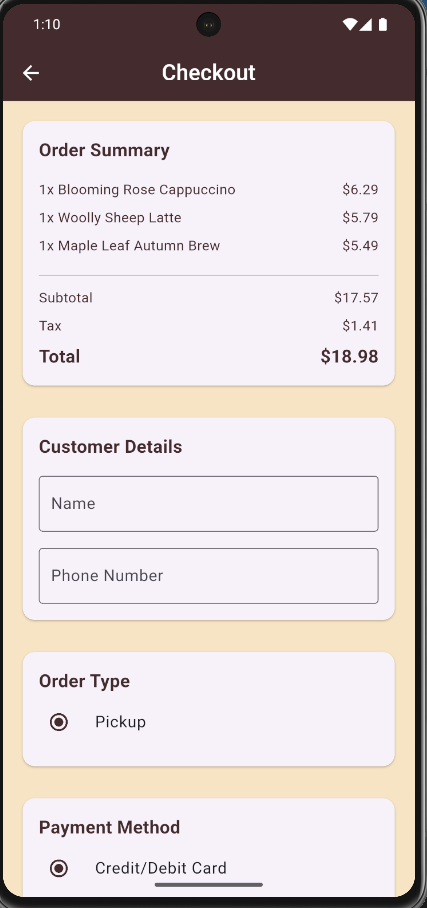 1:10
Checkout
Order Summary
1x Blooming Rose Cappuccino $6.29
1x Woolly Sheep Latte $5.79
1x Maple Leaf Autumn Brew $5.49
Subtotal $17.57
Tax $1.41
Total $18.98
Customer Details
Name
Phone Number
Order Type
Pickup
Payment Method
Credit/Debit Card